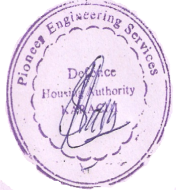 Pioneer Engineering Services
Defence
Housing Authority
KARACHI